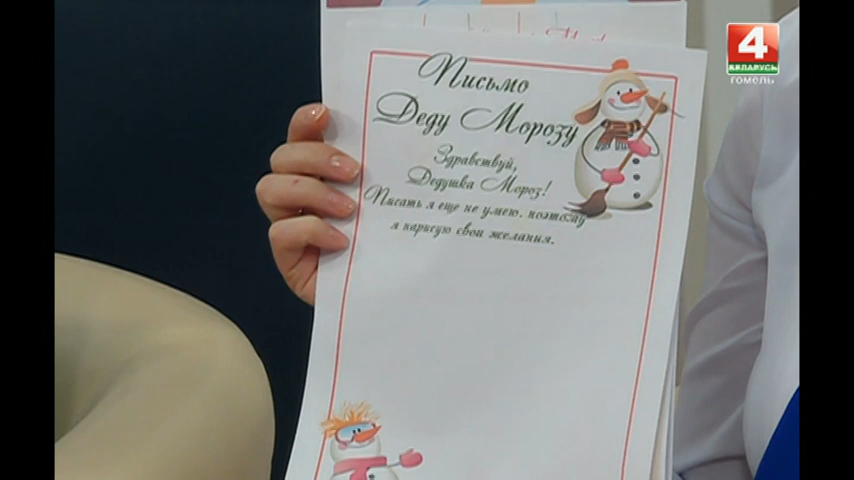 4
БЕЛАРУСЬ
ГОМЕЛЬ
Письмо
Деду Морозу
Здравствуй,
Дедушка Мороз!
Писать я еще не умею. поэтому
я нарисую свои желания.